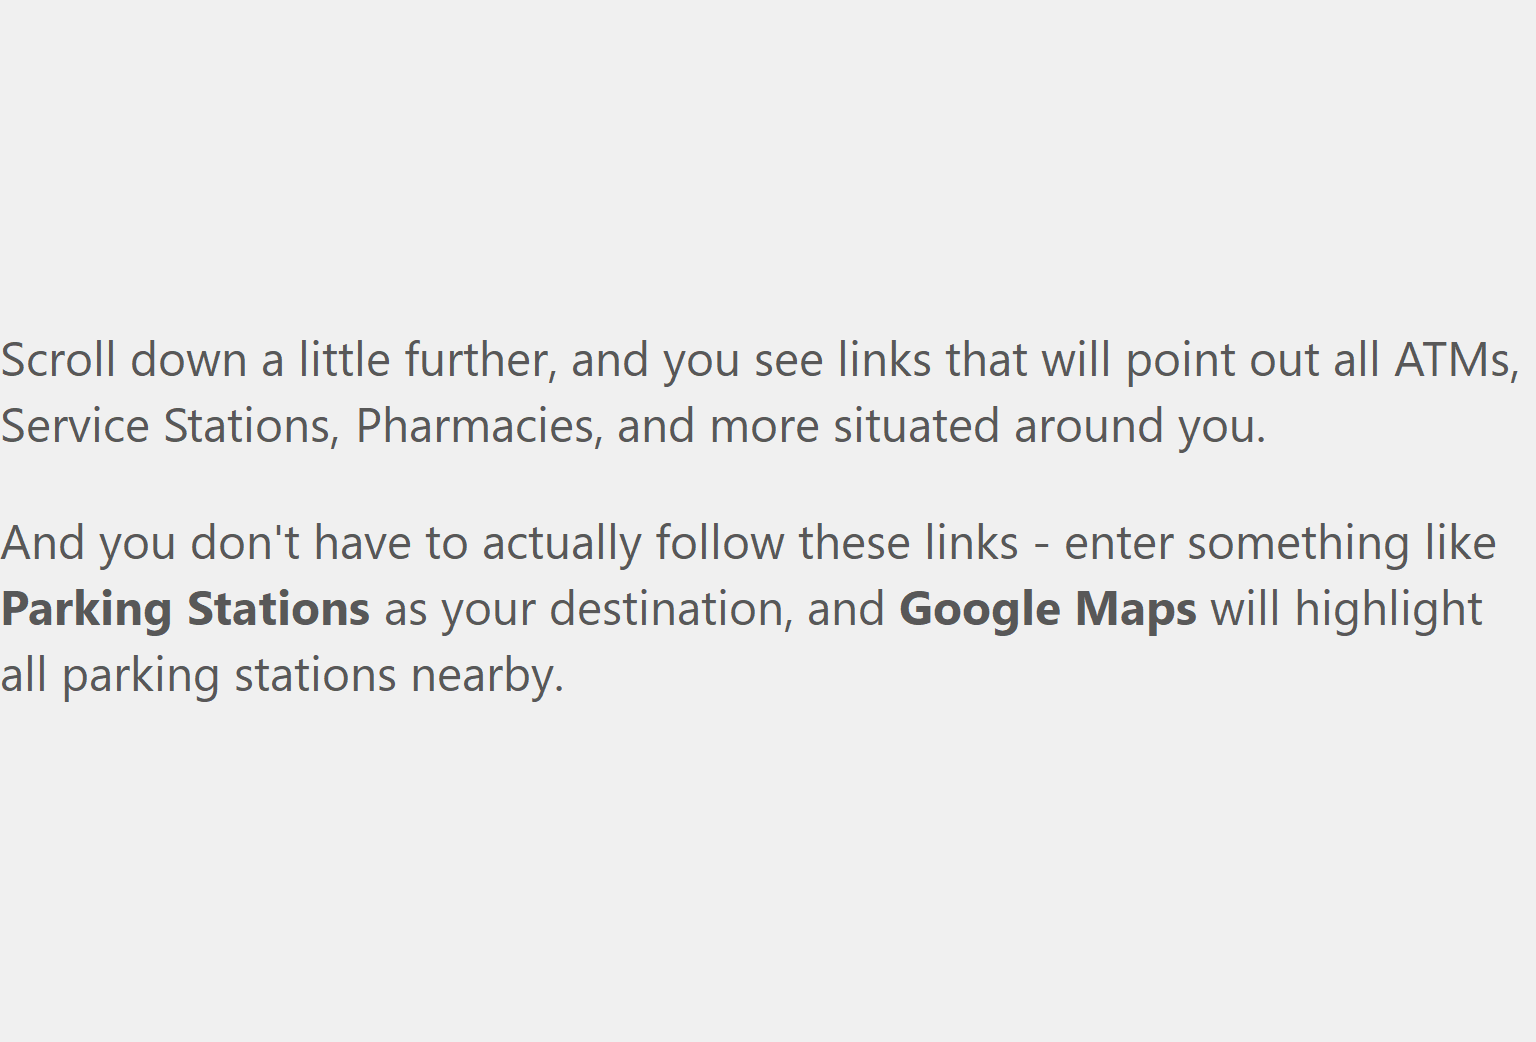 Scroll down a little further, and you see links that will point out all ATMs,
Service Stations, Pharmacies, and more situated around you.
And you don't have to actually follow these links - enter something like
Parking Stations as your destination, and Google Maps will highlight
all parking stations nearby.